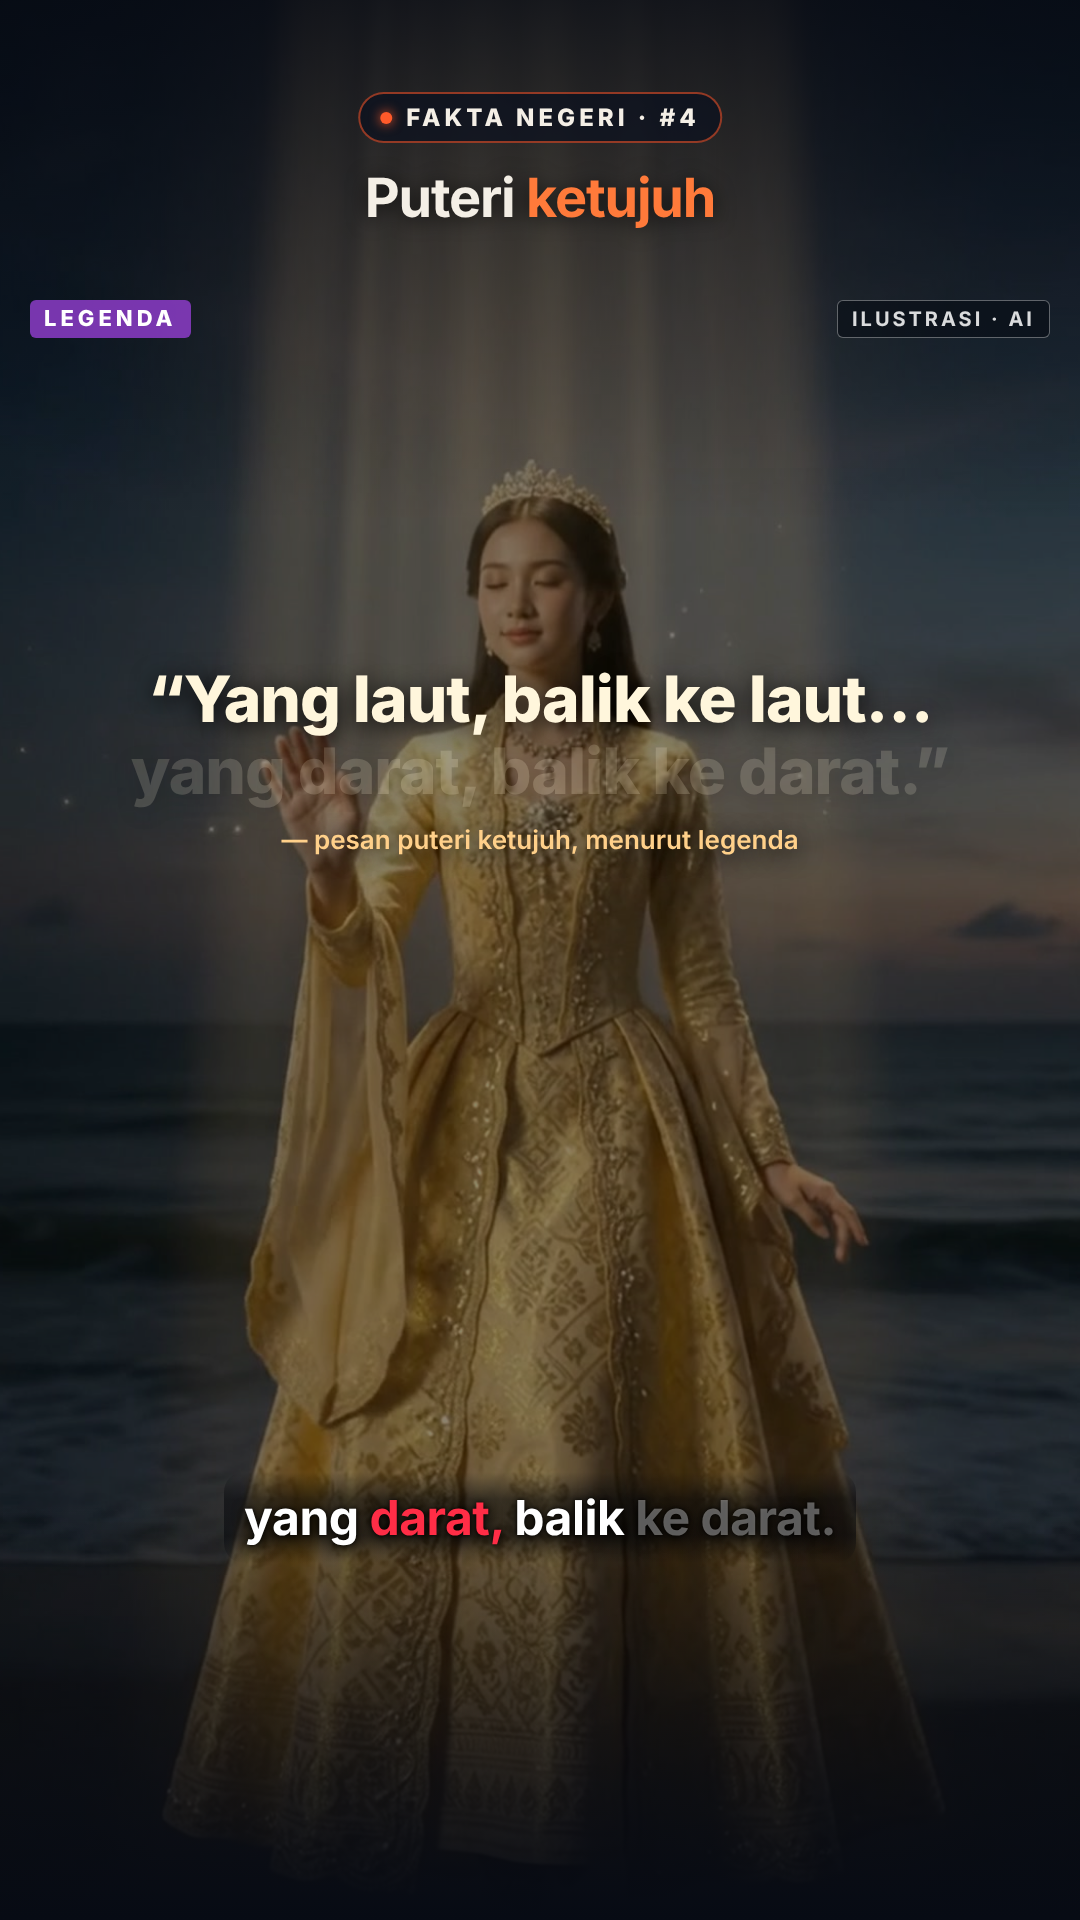 FAKTA NEGERI · #4
Puteri ketujuh
LEGENDA
ILUSTRASI · AI
“Yang laut, balik ke laut…
yang darat, balik ke darat.”
— pesan puteri ketujuh, menurut legenda
yang darat, balik ke darat.